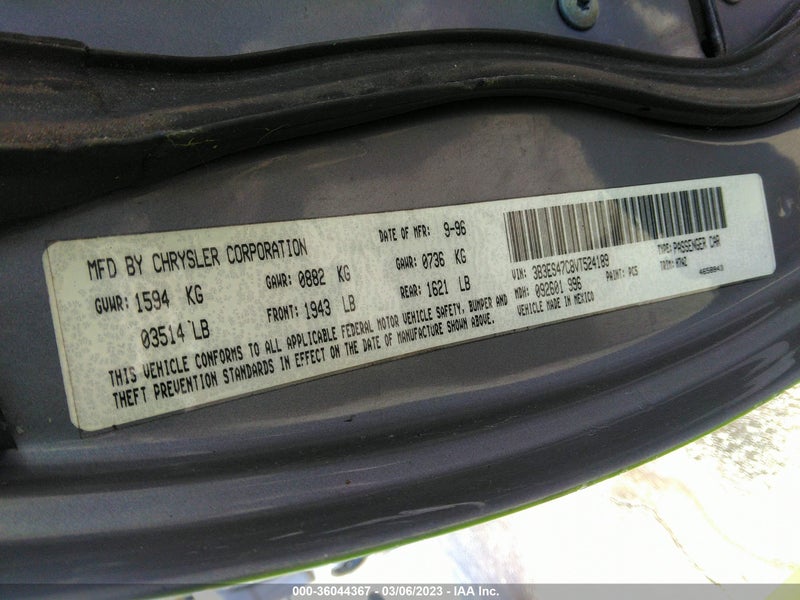 MFD BY CHRYSLER CORPORATION
DATE OF MFR: 9-96
GVWR: 1594 KG
GAWR: 0882 KG
GAWR: 0736 KG
03514 LB
FRONT: 1943 LB
REAR: 1621 LB
THIS VEHICLE CONFORMS TO ALL APPLICABLE FEDERAL MOTOR VEHICLE SAFETY, BUMPER AND
THEFT PREVENTION STANDARDS IN EFFECT ON THE DATE OF MANUFACTURE SHOWN ABOVE.
VIN: 3B3ES47C8VT524189
TYPE: PASSENGER CAR
MDH: 092601 996
PAINT: PCS
TRIM: H7H2
VEHICLE MADE IN MEXICO
4658843
000-36044367 - 03/06/2023 - IAA Inc.